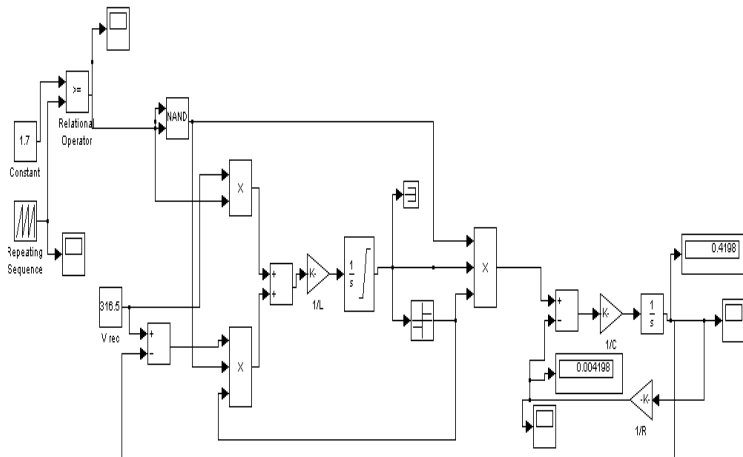 >=
NAND
Relational
Operator
1.7
Constant
X
Repeating
Sequence
0.4198
+
+
K-
1/L
1
s
X
316.5
V rec
+
−
X
+
−
K-
1/C
1
s
0.004198
-K-
1/R